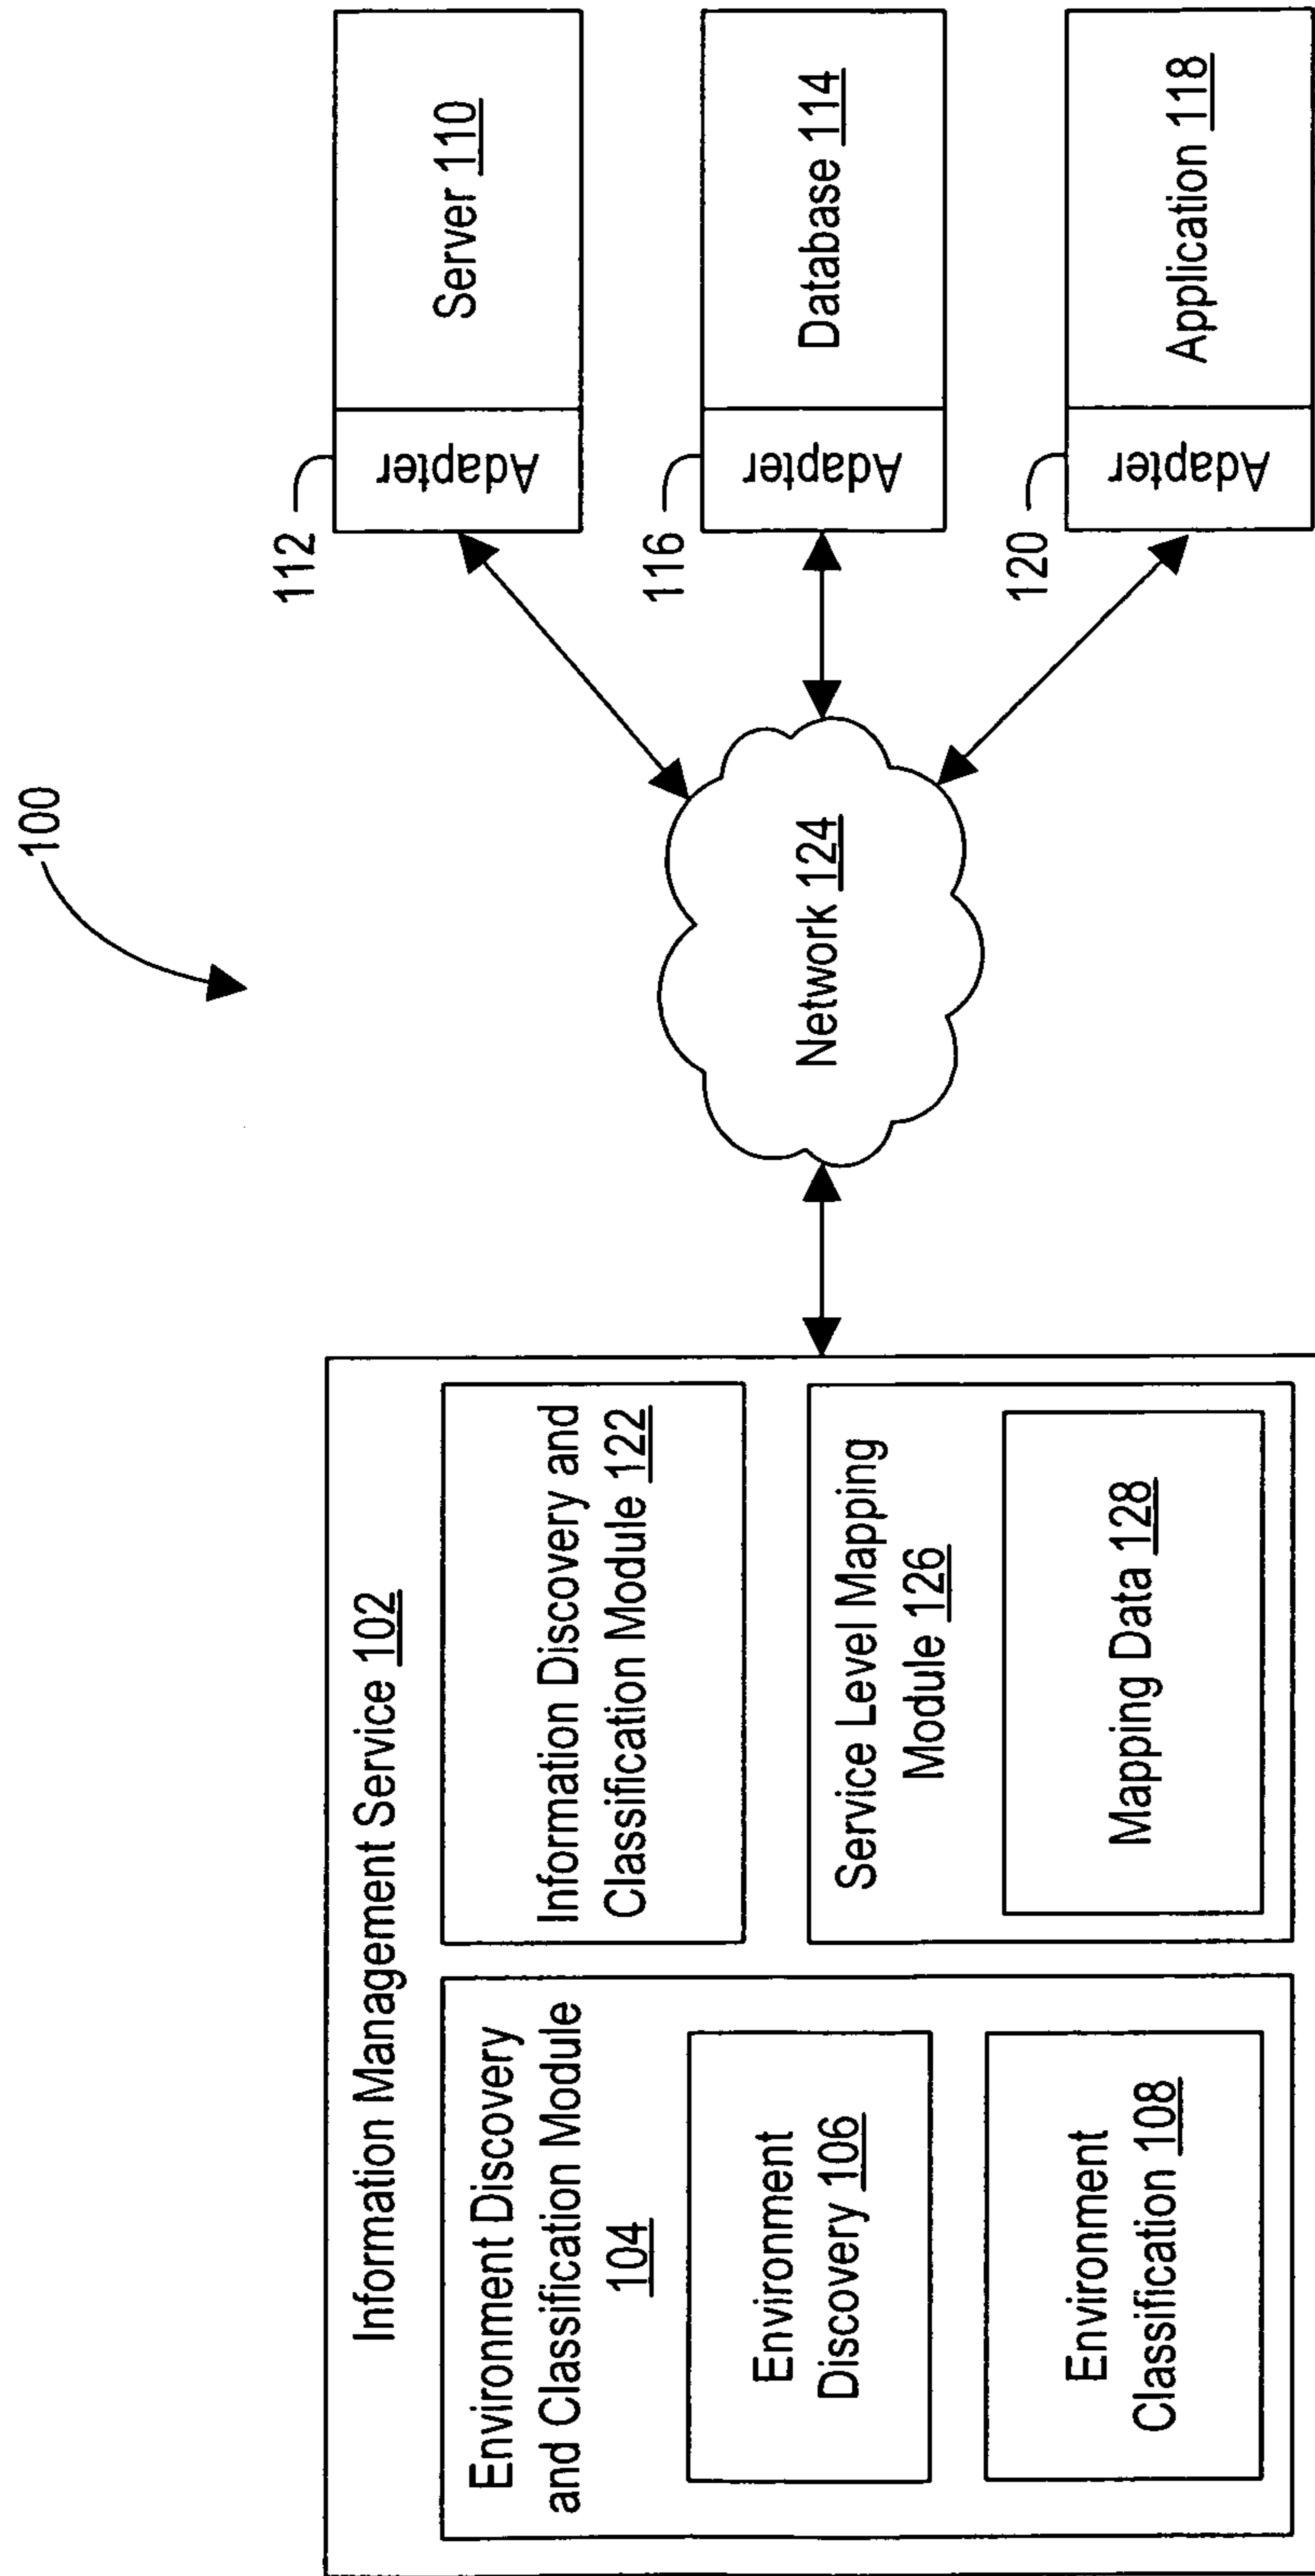 100
Information Management Service 102
Environment Discovery
and Classification Module
104
Environment
Discovery 106
Environment
Classification 108
Information Discovery and
Classification Module 122
Service Level Mapping
Module 126
Mapping Data 128
Network 124
112
Adapter
Server 110
116
Adapter
Database 114
120
Adapter
Application 118